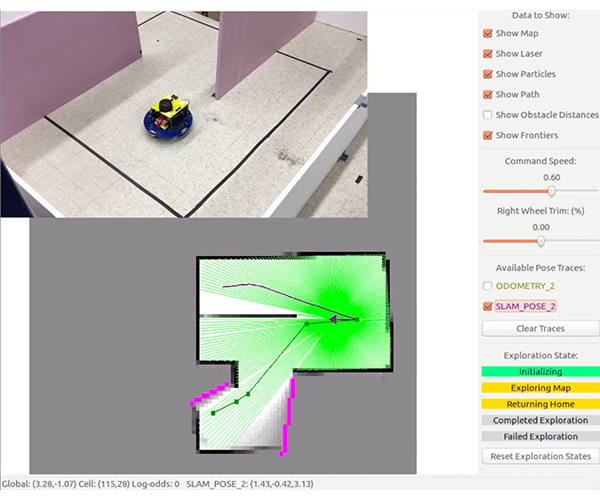 Data to Show:
Show Map
Show Laser
Show Particles
Show Path
Show Obstacle Distances
Show Frontiers
Command Speed:
0.60
Right Wheel Trim: (%)
0.00
Available Pose Traces:
ODOMETRY_2
SLAM_POSE_2
Clear Traces
Exploration State:
Initializing
Exploring Map
Returning Home
Completed Exploration
Failed Exploration
Reset Exploration States
Global: (3.28,-1.07) Cell: (115,28) Log-odds: 0 SLAM_POSE_2: (1.43,-0.42,3.13)